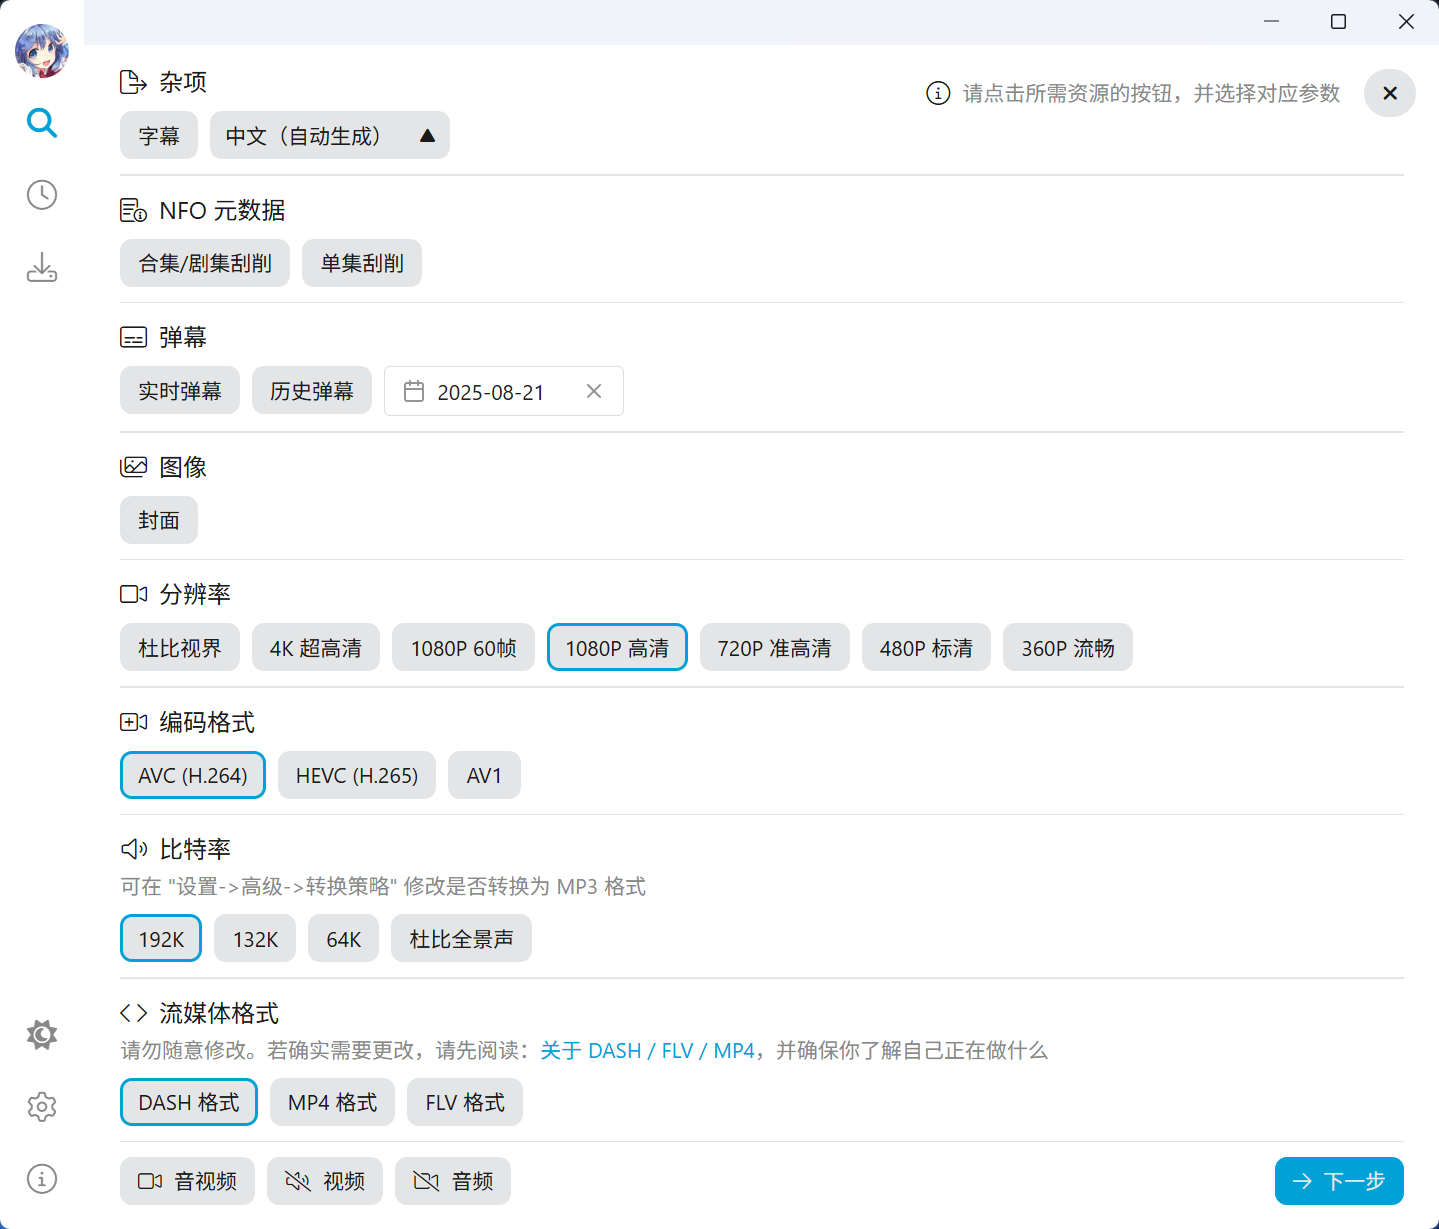 杂项
请点击所需资源的按钮，并选择对应参数
字幕
中文（自动生成）
NFO 元数据
合集/剧集刮削
单集刮削
弹幕
实时弹幕
历史弹幕
2025-08-21
图像
封面
分辨率
杜比视界
4K 超高清
1080P 60帧
1080P 高清
720P 准高清
480P 标清
360P 流畅
编码格式
AVC (H.264)
HEVC (H.265)
AV1
比特率
可在 "设置->高级->转换策略" 修改是否转换为 MP3 格式
192K
132K
64K
杜比全景声
流媒体格式
请勿随意修改。若确实需要更改，请先阅读：关于 DASH / FLV / MP4，并确保你了解自己正在做什么
DASH 格式
MP4 格式
FLV 格式
音视频
视频
音频
下一步